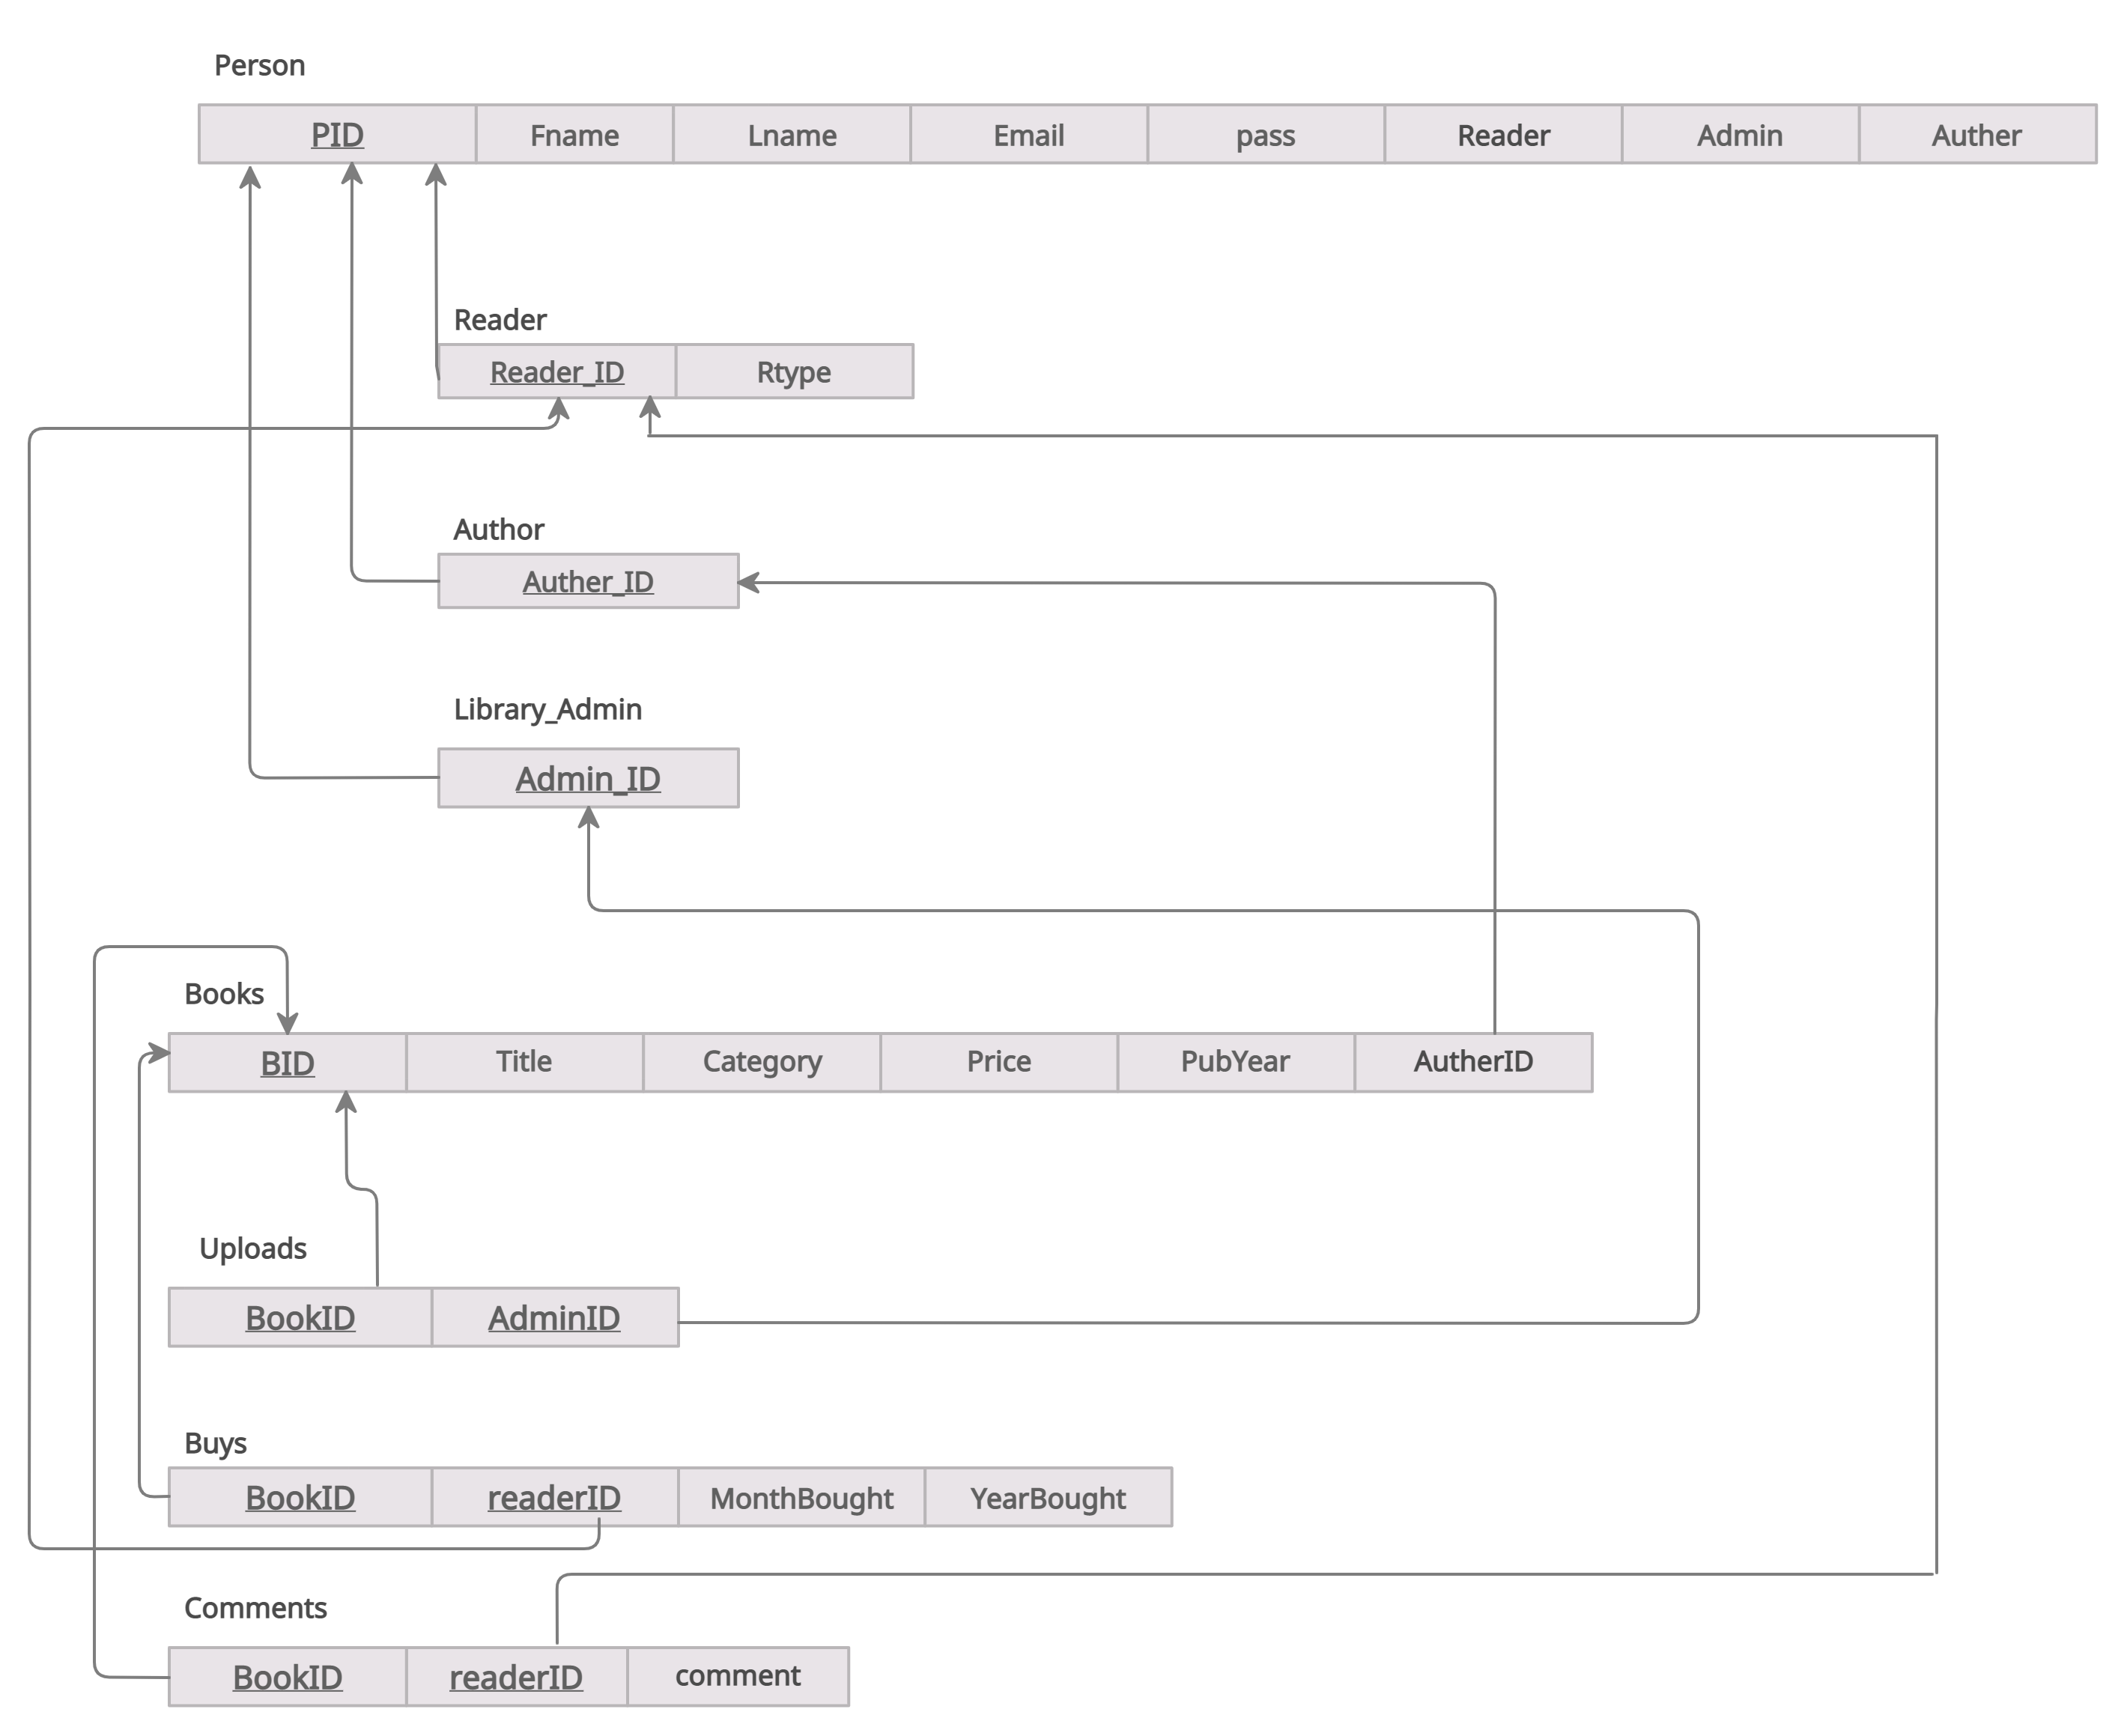 Person
PID Fname Lname Email pass Reader Admin Auther
Reader
Reader_ID Rtype
Author
Auther_ID
Library_Admin
Admin_ID
Books
BID Title Category Price PubYear AutherID
Uploads
BookID AdminID
Buys
BookID readerID MonthBought YearBought
Comments
BookID readerID comment